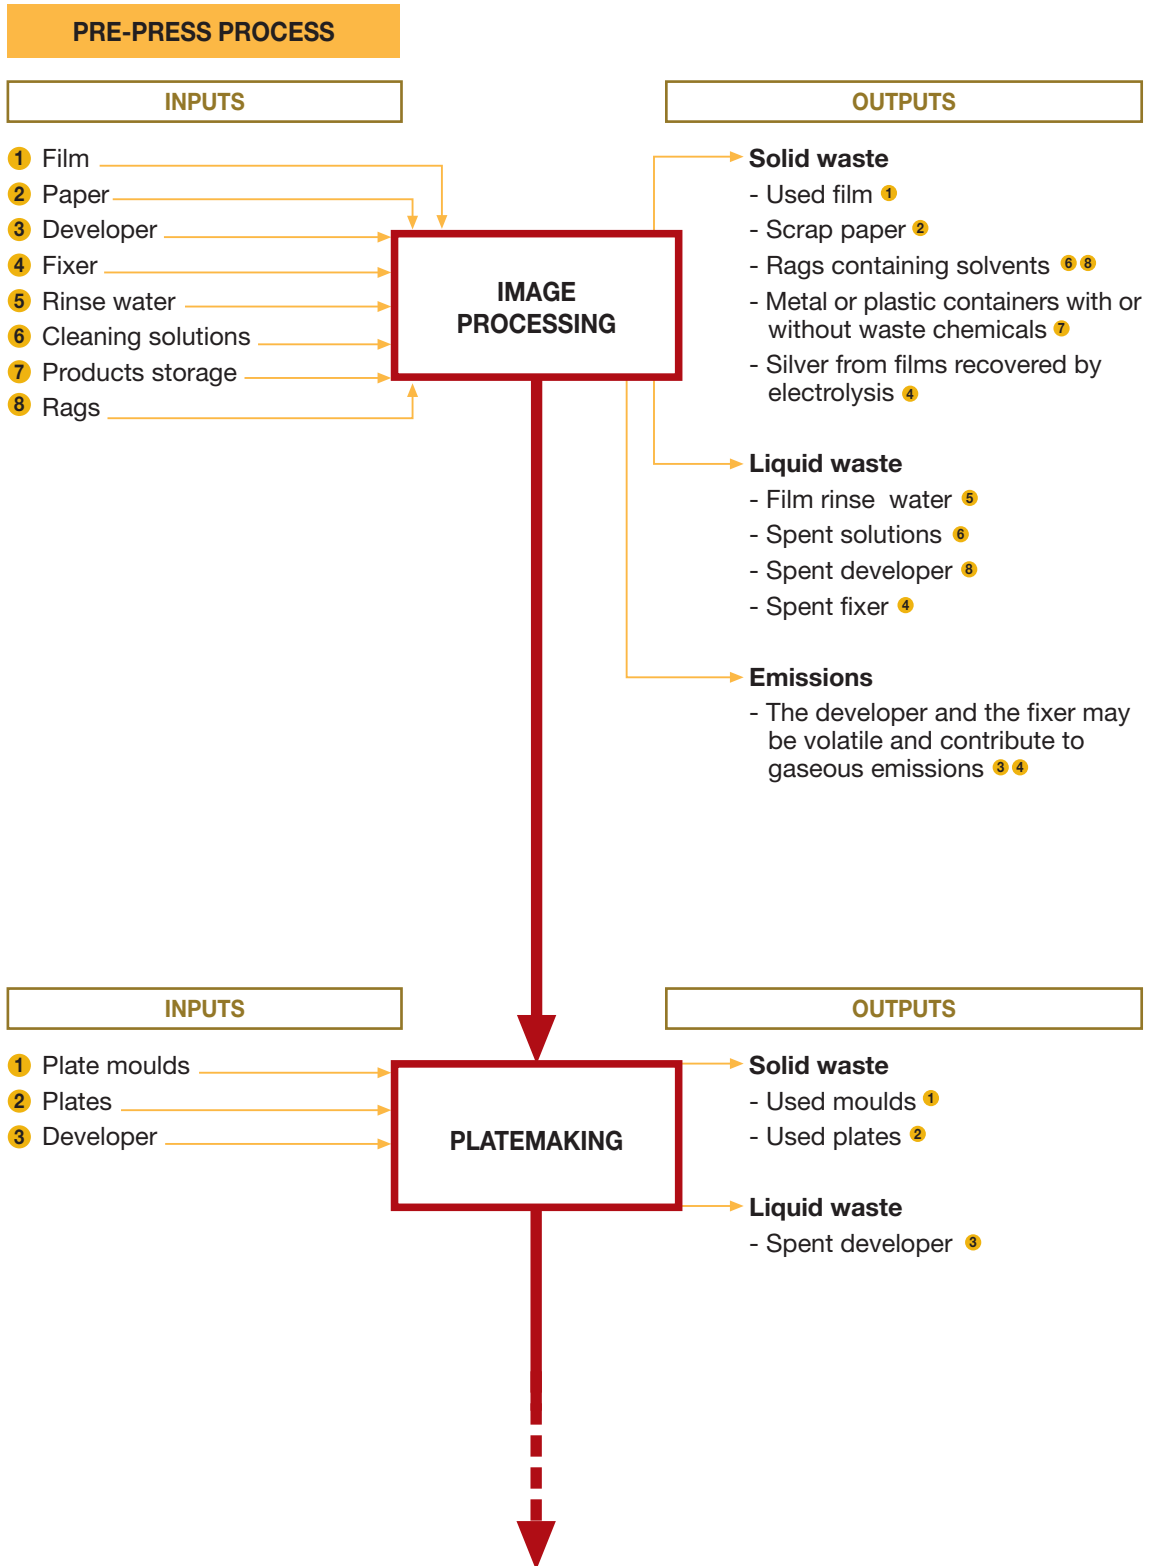 PRE-PRESS PROCESS
INPUTS
1 Film
2 Paper
3 Developer
4 Fixer
5 Rinse water
6 Cleaning solutions
7 Products storage
8 Rags
IMAGE
PROCESSING
OUTPUTS
Solid waste
- Used film 1
- Scrap paper 2
- Rags containing solvents 6 8
- Metal or plastic containers with or
without waste chemicals 7
- Silver from films recovered by
electrolysis 4
Liquid waste
- Film rinse water 5
- Spent solutions 6
- Spent developer 8
- Spent fixer 4
Emissions
- The developer and the fixer may
be volatile and contribute to
gaseous emissions 3 4
INPUTS
1 Plate moulds
2 Plates
3 Developer
PLATEMAKING
OUTPUTS
Solid waste
- Used moulds 1
- Used plates 2
Liquid waste
- Spent developer 3